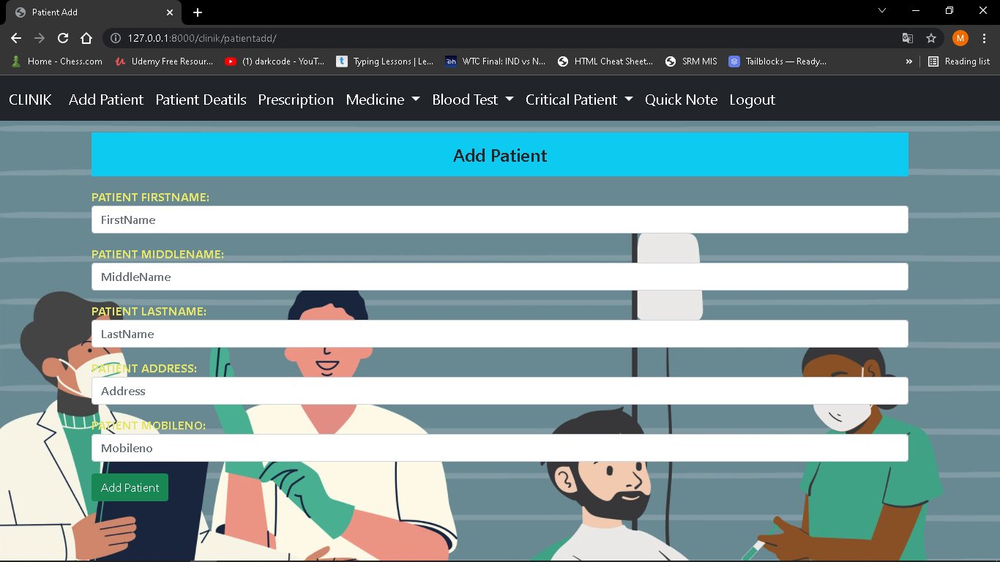 Patient Add
127.0.0.1:8000/clinik/patientadd/
M
Home - Chess.com Udemy Free Resour... (1) darkcode - YouT... Typing Lessons | Le... WTC Final: IND vs N... HTML Cheat Sheet... SRM MIS Tailblocks — Ready... » Reading list
CLINIK Add Patient Patient Deatils Prescription Medicine Blood Test Critical Patient Quick Note Logout
Add Patient
PATIENT FIRSTNAME:
FirstName
PATIENT MIDDLENAME:
MiddleName
PATIENT LASTNAME:
LastName
PATIENT ADDRESS:
Address
PATIENT MOBILENO:
Mobileno
Add Patient